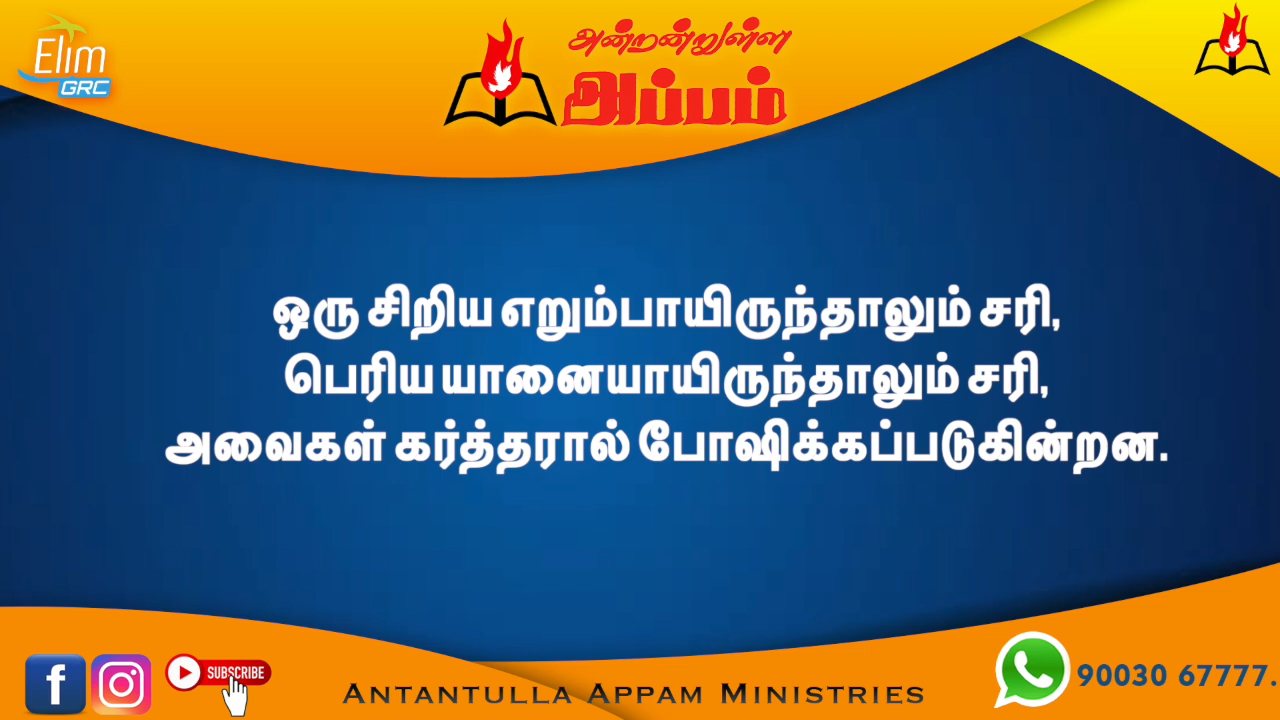 Elim
GRC
அன்றன்றுள்ள
அப்பம்
ஒரு சிறிய எறும்பாயிருந்தாலும் சரி,
பெரிய யானையாயிருந்தாலும் சரி,
அவைகள் கர்த்தரால் போஷிக்கப்படுகின்றன.
f
SUBSCRIBE
ANTANTULLA APPAM MINISTRIES
90003 67777.